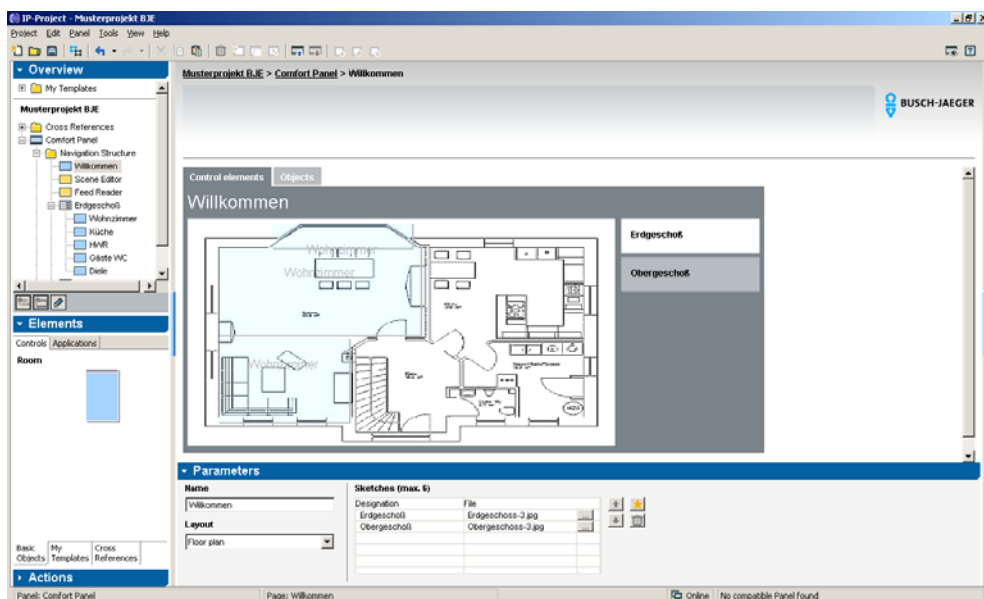 IP-Project - Musterprojekt BJE
Project Edit Panel Tools View Help
Overview
My Templates
Musterprojekt BJE
Cross References
Comfort Panel
Navigation Structure
Willkommen
Scene Editor
Feed Reader
Erdgeschoß
Wohnzimmer
Küche
HWR
Gäste WC
Diele
Elements
Controls Applications
Room
Basic Objects My Templates Cross References
Actions
Musterprojekt BJE > Comfort Panel > Willkommen
BUSCH-JAEGER
Control elements Objects
Willkommen
Wohnzimmer
Wohnzimmer
Wohnzimmer
Erdgeschoß
Obergeschoß
Parameters
Name
Willkommen
Layout
Floor plan
Sketches (max. 6)
Designation File
Erdgeschoß Erdgeschoss-3.jpg ...
Obergeschoß Obergeschoss-3.jpg ...
Panel: Comfort Panel Page: Willkommen Online No compatible Panel found